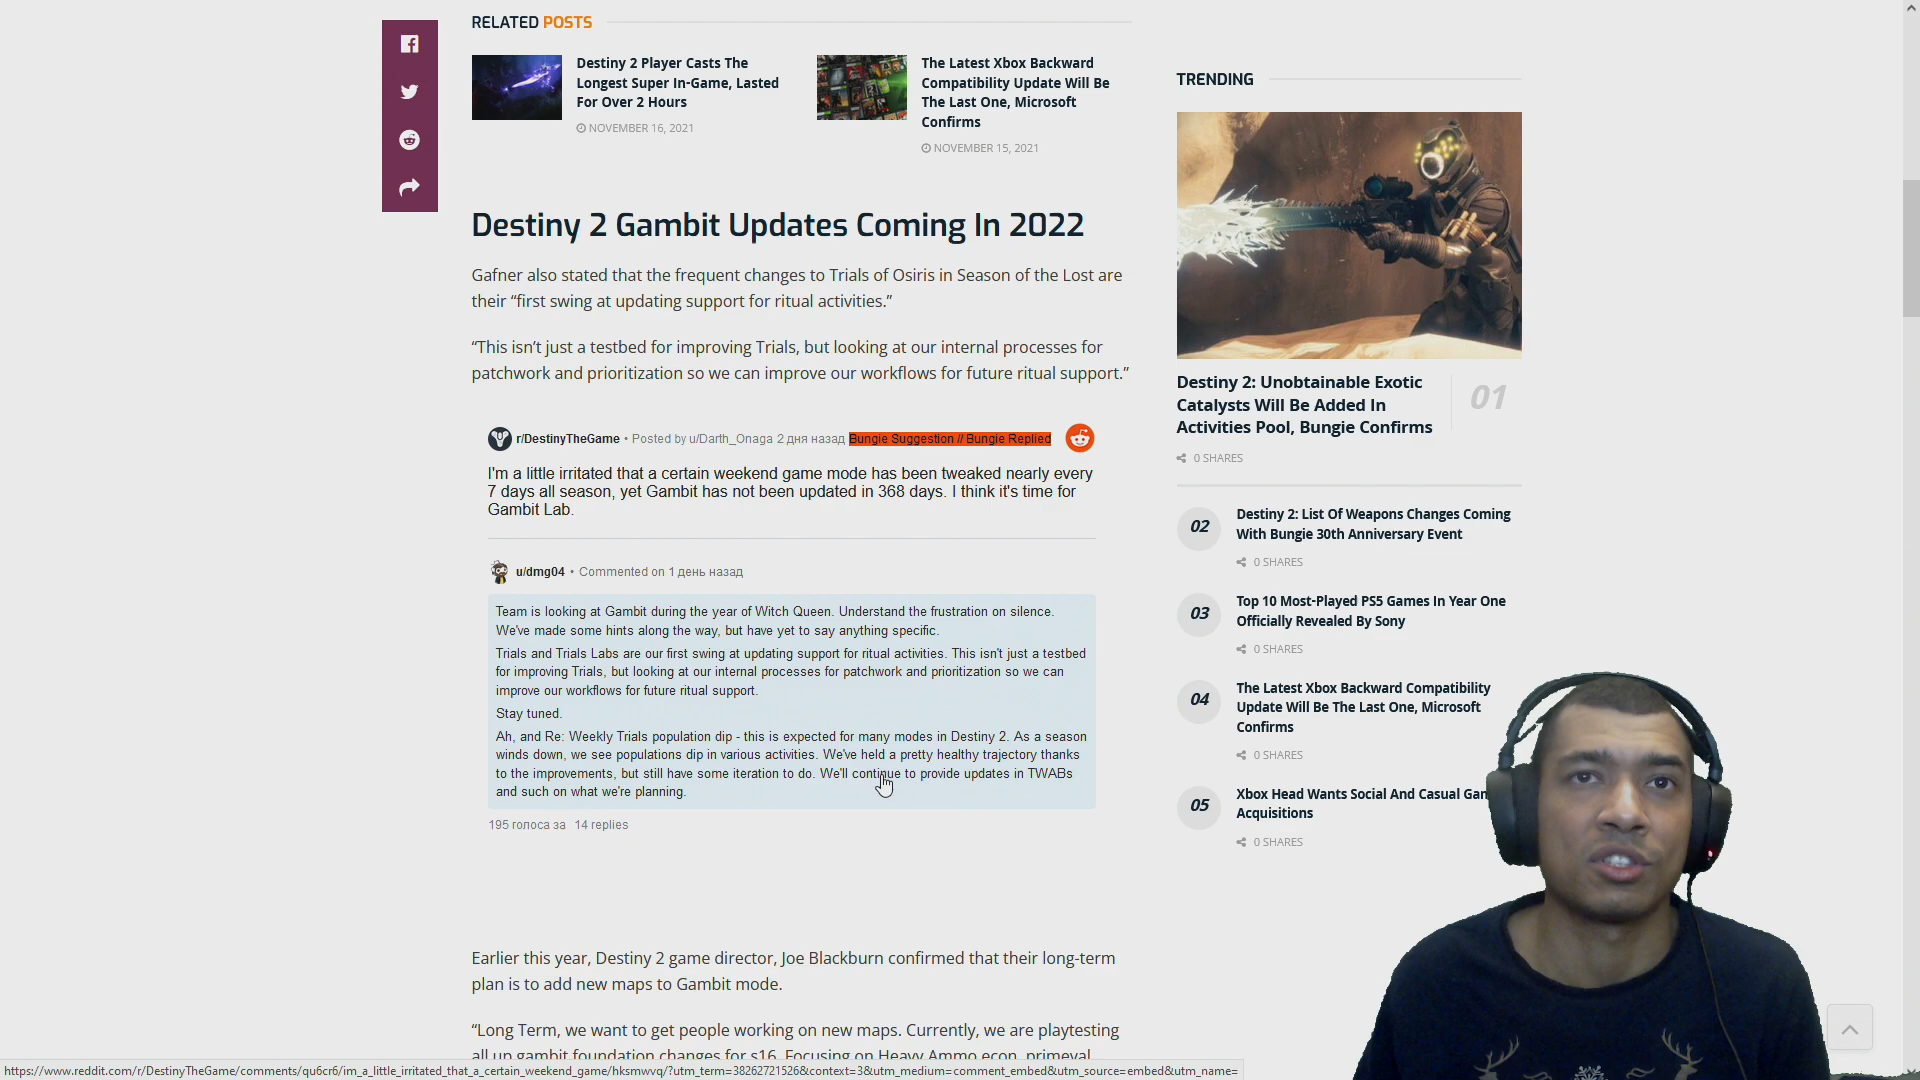 RELATED POSTS
Destiny 2 Player Casts The
Longest Super In-Game, Lasted
For Over 2 Hours
NOVEMBER 16, 2021
The Latest Xbox Backward
Compatibility Update Will Be
The Last One, Microsoft
Confirms
NOVEMBER 15, 2021
Destiny 2 Gambit Updates Coming In 2022
Gafner also stated that the frequent changes to Trials of Osiris in Season of the Lost are
their “first swing at updating support for ritual activities.”
“This isn’t just a testbed for improving Trials, but looking at our internal processes for
patchwork and prioritization so we can improve our workflows for future ritual support.”
r/DestinyTheGame • Posted by u/Darth_Onaga 2 дня назад Bungie Suggestion // Bungie Replied
I'm a little irritated that a certain weekend game mode has been tweaked nearly every
7 days all season, yet Gambit has not been updated in 368 days. I think it's time for
Gambit Lab.
u/dmg04 • Commented on 1 день назад
Team is looking at Gambit during the year of Witch Queen. Understand the frustration on silence.
We've made some hints along the way, but have yet to say anything specific.
Trials and Trials Labs are our first swing at updating support for ritual activities. This isn't just a testbed
for improving Trials, but looking at our internal processes for patchwork and prioritization so we can
improve our workflows for future ritual support.
Stay tuned.
Ah, and Re: Weekly Trials population dip - this is expected for many modes in Destiny 2. As a season
winds down, we see populations dip in various activities. We've held a pretty healthy trajectory thanks
to the improvements, but still have some iteration to do. We'll continue to provide updates in TWABs
and such on what we're planning.
195 голоса за 14 replies
Earlier this year, Destiny 2 game director, Joe Blackburn confirmed that their long-term
plan is to add new maps to Gambit mode.
“Long Term, we want to get people working on new maps. Currently, we are playtesting
all up gambit foundation changes for s16. Focusing on Heavy Ammo econ, primeval
TRENDING
Destiny 2: Unobtainable Exotic
Catalysts Will Be Added In
Activities Pool, Bungie Confirms
01
0 SHARES
02
Destiny 2: List Of Weapons Changes Coming
With Bungie 30th Anniversary Event
0 SHARES
03
Top 10 Most-Played PS5 Games In Year One
Officially Revealed By Sony
0 SHARES
04
The Latest Xbox Backward Compatibility
Update Will Be The Last One, Microsoft
Confirms
0 SHARES
05
Xbox Head Wants Social And Casual
Acquisitions
0 SHARES
https://www.reddit.com/r/DestinyTheGame/comments/qu6cr6/im_a_little_irritated_that_a_certain_weekend_game/hksmwvq/?utm_term=38262721526&context=3&utm_medium=comment_embed&utm_source=embed&utm_name=